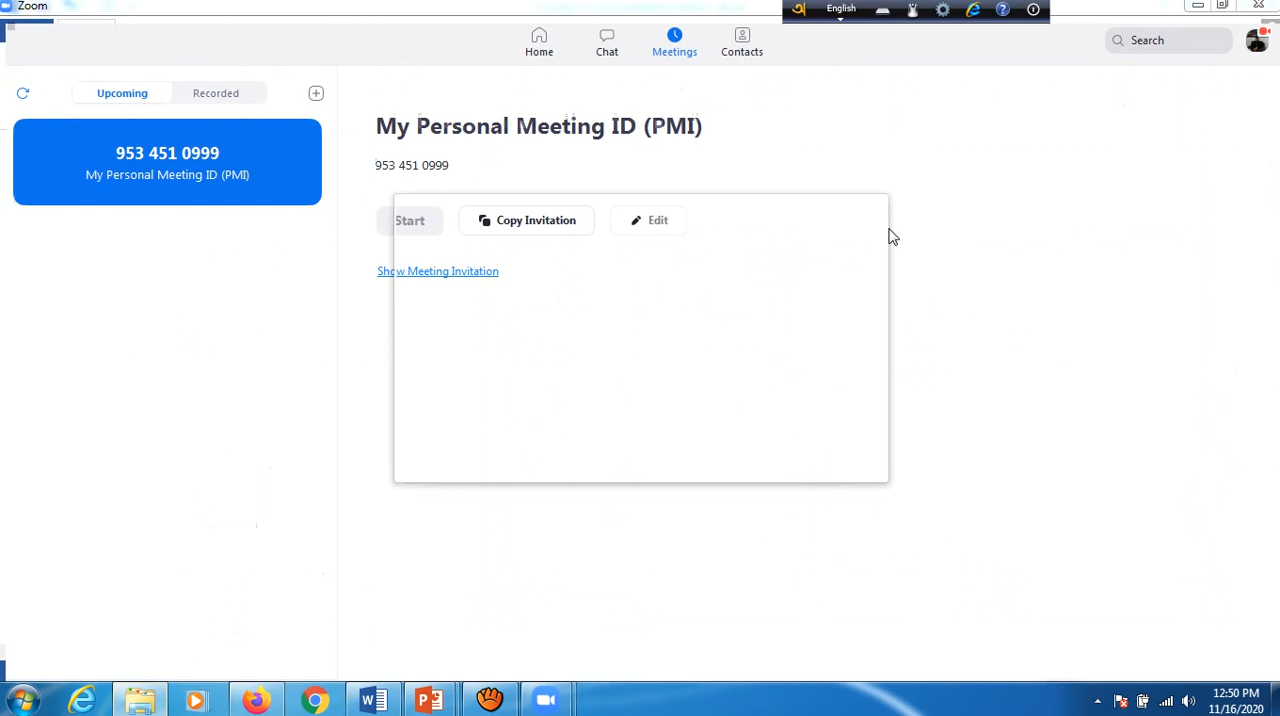 Zoom
English
Home
Chat
Meetings
Contacts
Search
Upcoming
Recorded
953 451 0999
My Personal Meeting ID (PMI)
My Personal Meeting ID (PMI)
953 451 0999
Start
Copy Invitation
Edit
Show Meeting Invitation
12:50 PM
11/16/2020